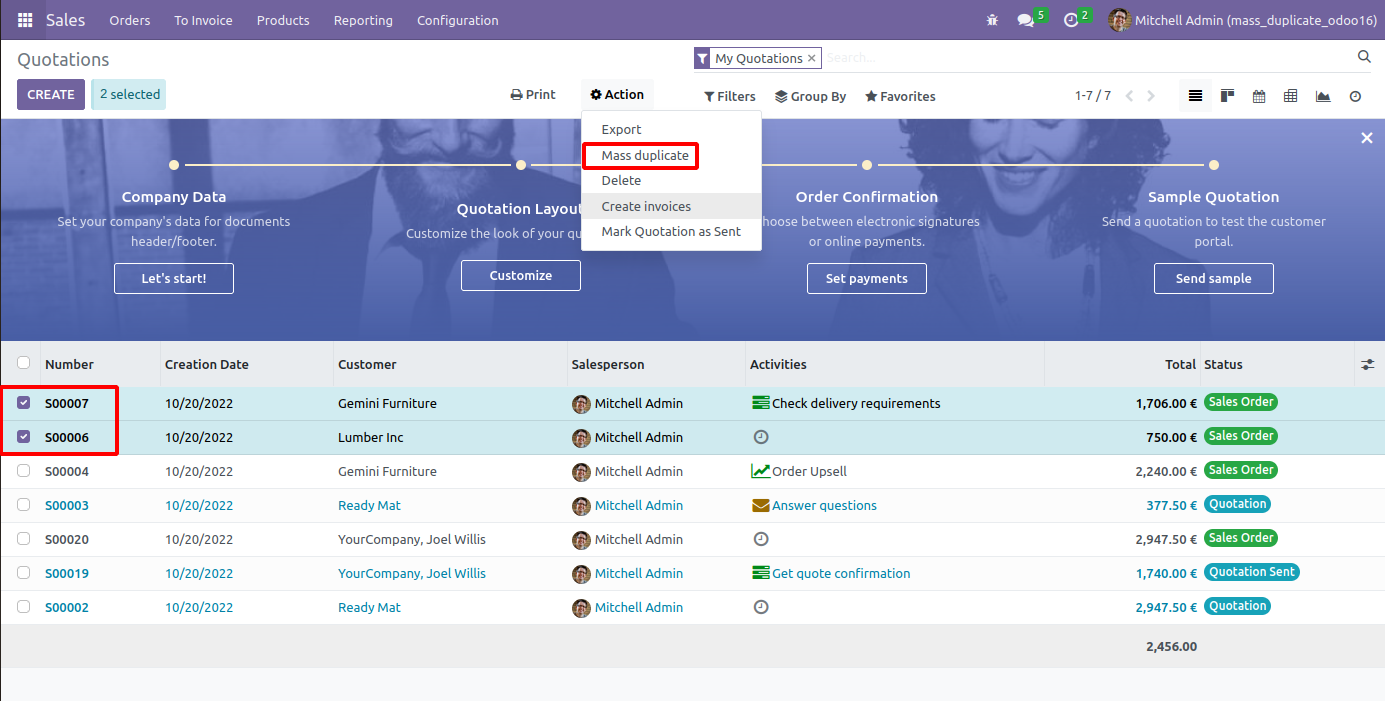 Sales Orders To Invoice Products Reporting Configuration 5 2 Mitchell Admin (mass_duplicate_odoo16)
Quotations My Quotations × Search...
CREATE 2 selected Print Action Filters Group By Favorites 1-7 / 7
Export
Mass duplicate
Delete
Create invoices
Mark Quotation as Sent
Company Data
Set your company's data for documents
header/footer.
Let's start!
Quotation Layout
Customize the look of your qu
Customize
Order Confirmation
hoose between electronic signatures
or online payments.
Set payments
Sample Quotation
Send a quotation to test the customer
portal.
Send sample
Number Creation Date Customer Salesperson Activities Total Status
S00007 10/20/2022 Gemini Furniture Mitchell Admin Check delivery requirements 1,706.00 € Sales Order
S00006 10/20/2022 Lumber Inc Mitchell Admin 750.00 € Sales Order
S00004 10/20/2022 Gemini Furniture Mitchell Admin Order Upsell 2,240.00 € Sales Order
S00003 10/20/2022 Ready Mat Mitchell Admin Answer questions 377.50 € Quotation
S00020 10/20/2022 YourCompany, Joel Willis Mitchell Admin 2,947.50 € Sales Order
S00019 10/20/2022 YourCompany, Joel Willis Mitchell Admin Get quote confirmation 1,740.00 € Quotation Sent
S00002 10/20/2022 Ready Mat Mitchell Admin 2,947.50 € Quotation
2,456.00